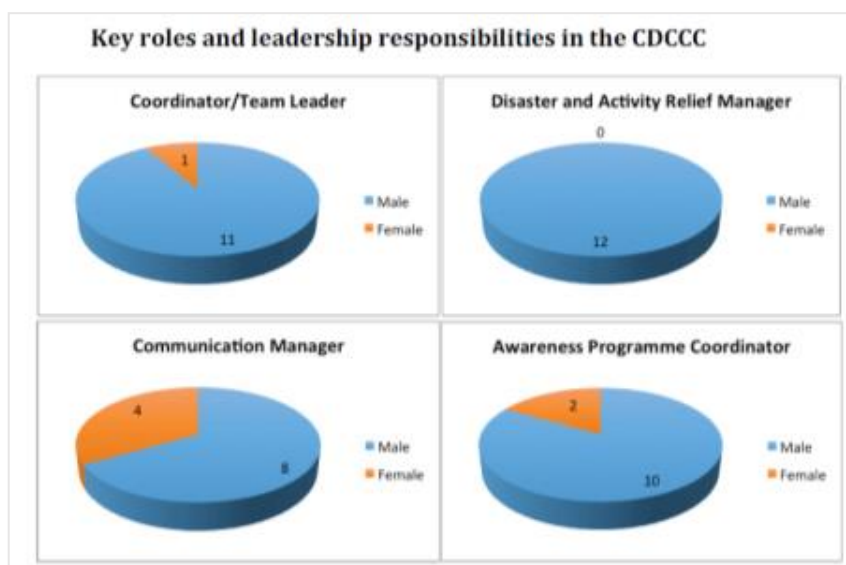 Key roles and leadership responsibilities in the CDCCC
Coordinator/Team Leader
1
11
Male
Female
Disaster and Activity Relief Manager
0
12
Male
Female
Communication Manager
4
8
Male
Female
Awareness Programme Coordinator
2
10
Male
Female